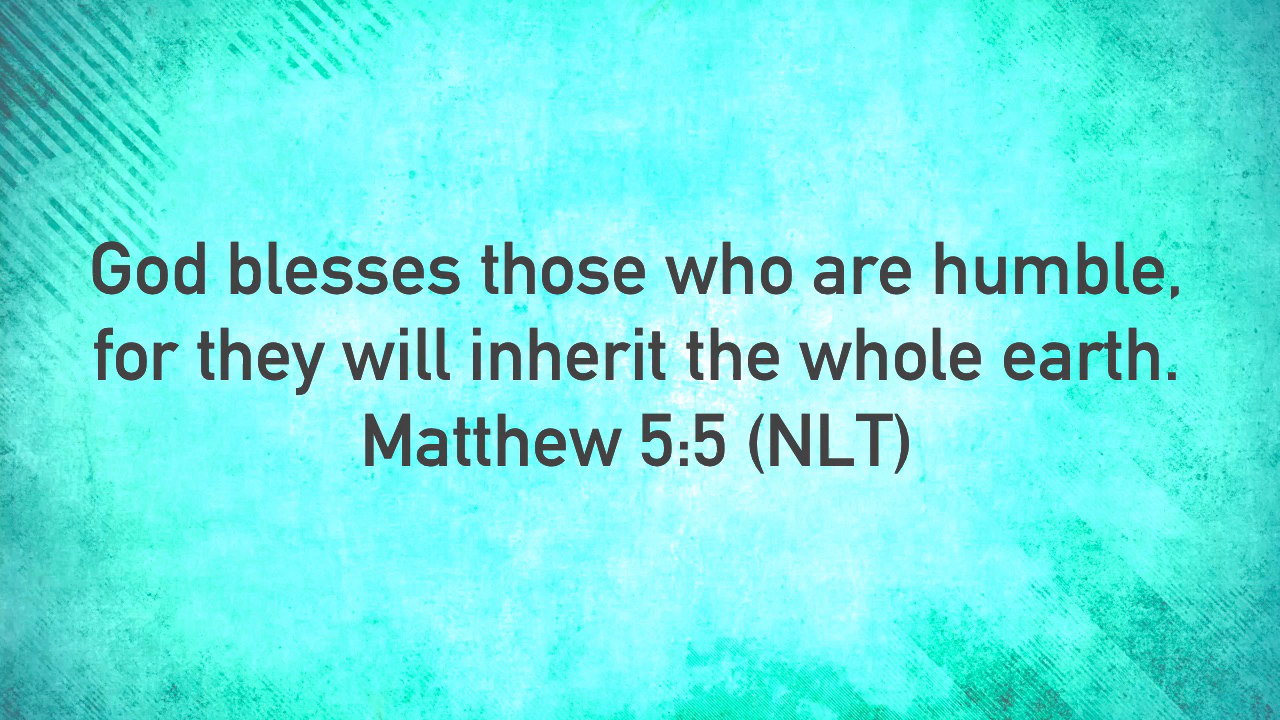 God blesses those who are humble,
for they will inherit the whole earth.
Matthew 5:5 (NLT)